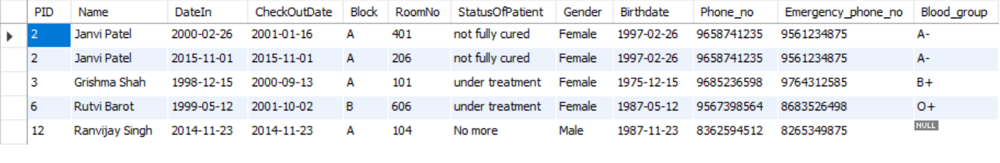 PID Name DateIn CheckOutDate Block RoomNo StatusOfPatient Gender Birthdate Phone_no Emergency_phone_no Blood_group
2 Janvi Patel 2000-02-26 2001-01-16 A 401 not fully cured Female 1997-02-26 9658741235 9561234875 A-
2 Janvi Patel 2015-11-01 2015-11-01 A 206 not fully cured Female 1997-02-26 9658741235 9561234875 A-
3 Grishma Shah 1998-12-15 2000-09-13 A 101 under treatment Female 1975-12-15 9685236598 9764312585 B+
6 Rutvi Barot 1999-05-12 2001-10-02 B 606 under treatment Female 1987-05-12 9567398564 8683526498 O+
12 Ranvijay Singh 2014-11-23 2014-11-23 A 104 No more Male 1987-11-23 8362594512 8265349875 NULL